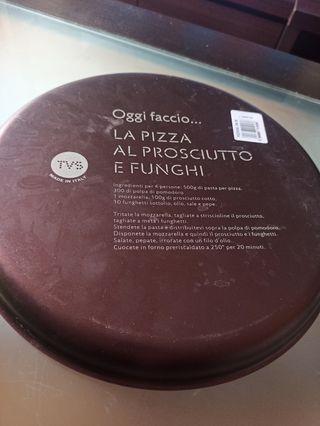 Oggi faccio...
LA PIZZA
AL PROSCIUTTO
E FUNGHI
TVS
MADE IN ITALY
Ingredienti per 4 persone: 500g di pasta per pizza,
300 di polpa di pomodoro,
1 mozzarella, 100g di prosciutto cotto,
10 funghetti sottolio, olio, sale e pepe.
Tritate la mozzarella, tagliate a striscioline il prosciutto,
tagliate a metà i funghetti.
Stendete la pasta e distribuitevi sopra la polpa di pomodoro.
Disponete la mozzarella e quindi il prosciutto e i funghetti.
Salate, pepate, irrorate con un filo d'olio.
Cuocete in forno preriscaldato a 250° per 20 minuti.